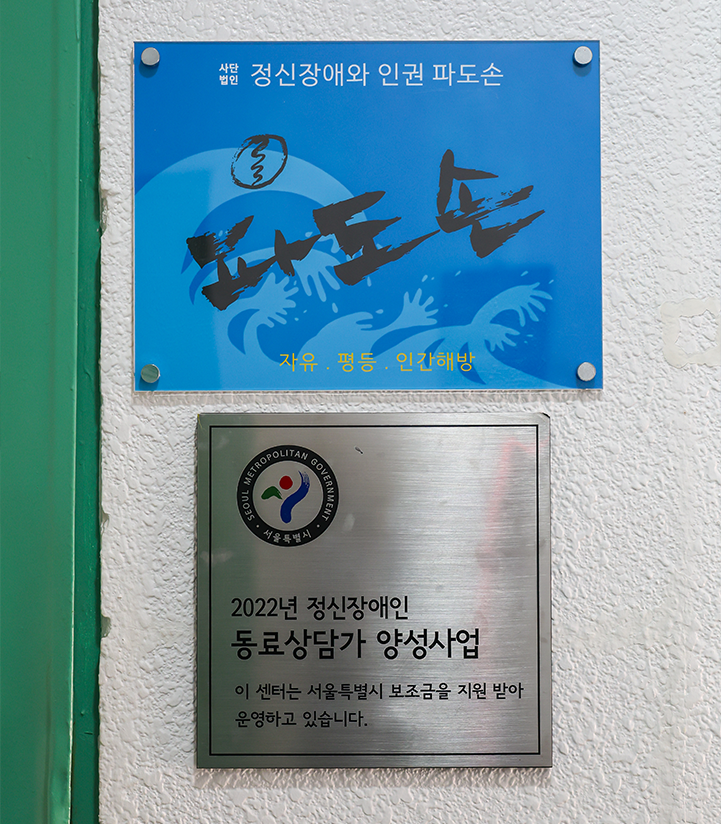 사단
법인
정신장애와 인권 파도손
파도손
자유 . 평등 . 인간해방
SEOUL METROPOLITAN GOVERNMENT
· 서울특별시 ·
2022년 정신장애인
동료상담가 양성사업
이 센터는 서울특별시 보조금을 지원 받아
운영하고 있습니다.